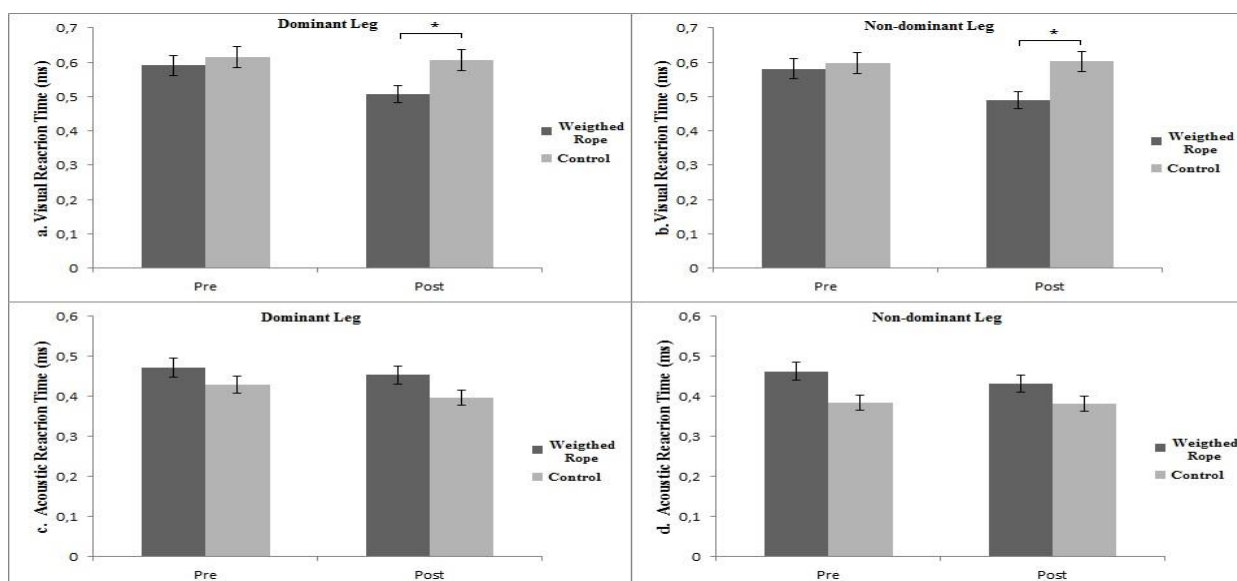 Dominant Leg
a. Visual Reacrion Time (ms)
0,7
0,6
0,5
0,4
0,3
0,2
0,1
0
*
Pre
Post
Weigthed
Rope
Control
Non-dominant Leg
b. Visual Reacrion Time (ms)
0,7
0,6
0,5
0,4
0,3
0,2
0,1
0
*
Pre
Post
Weigthed
Rope
Control
Dominant Leg
c. Acoustic Reacrion Time (ms)
0,6
0,5
0,4
0,3
0,2
0,1
0
Pre
Post
Weigthed
Rope
Control
Non-dominant Leg
d. Acoustic Reacrion Time (ms)
0,6
0,5
0,4
0,3
0,2
0,1
0
Pre
Post
Weigthed
Rope
Control